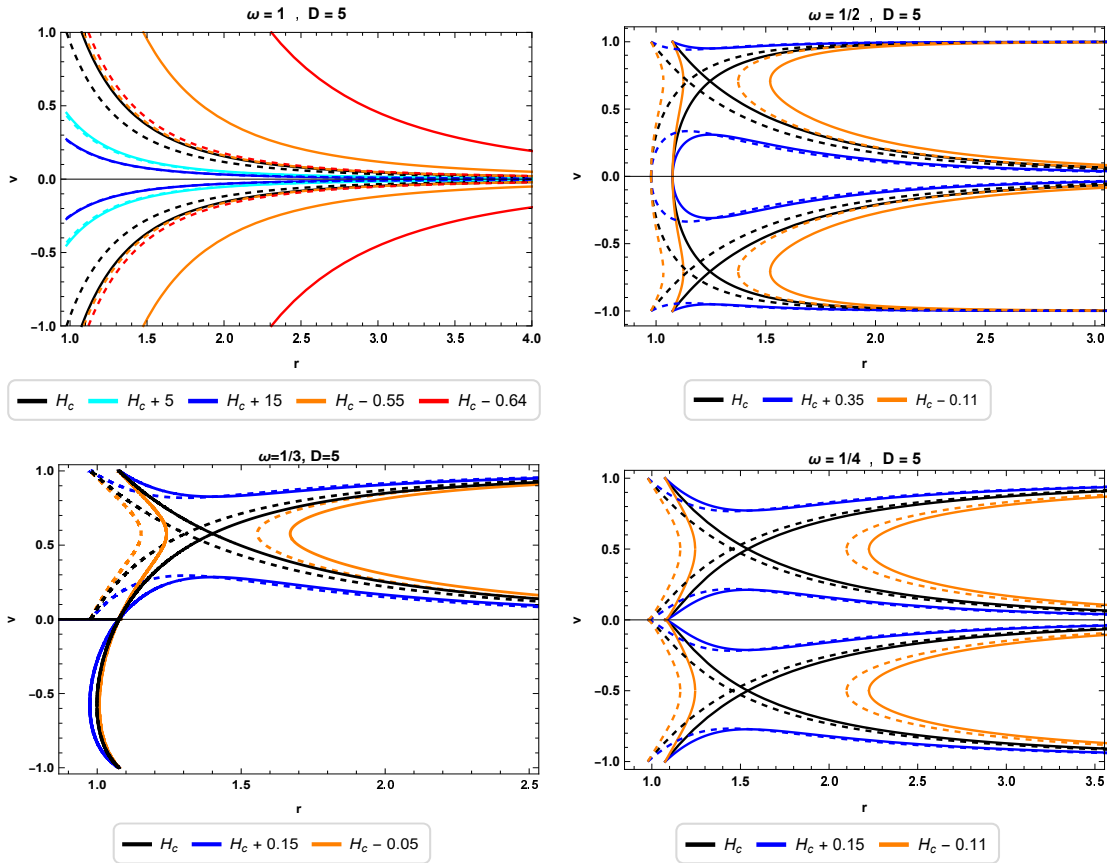 ω = 1 , D = 5
1.0
0.5
0.0
-0.5
-1.0
v
1.0 1.5 2.0 2.5 3.0 3.5 4.0
r
H_c H_c + 5 H_c + 15 H_c - 0.55 H_c - 0.64
ω = 1/2 , D = 5
1.0
0.5
0.0
-0.5
-1.0
v
1.0 1.5 2.0 2.5 3.0
r
H_c H_c + 0.35 H_c - 0.11
ω=1/3, D=5
1.0
0.5
0.0
-0.5
-1.0
v
1.0 1.5 2.0 2.5
r
H_c H_c + 0.15 H_c - 0.05
ω = 1/4 , D = 5
1.0
0.5
0.0
-0.5
-1.0
v
1.0 1.5 2.0 2.5 3.0 3.5
r
H_c H_c + 0.15 H_c - 0.11